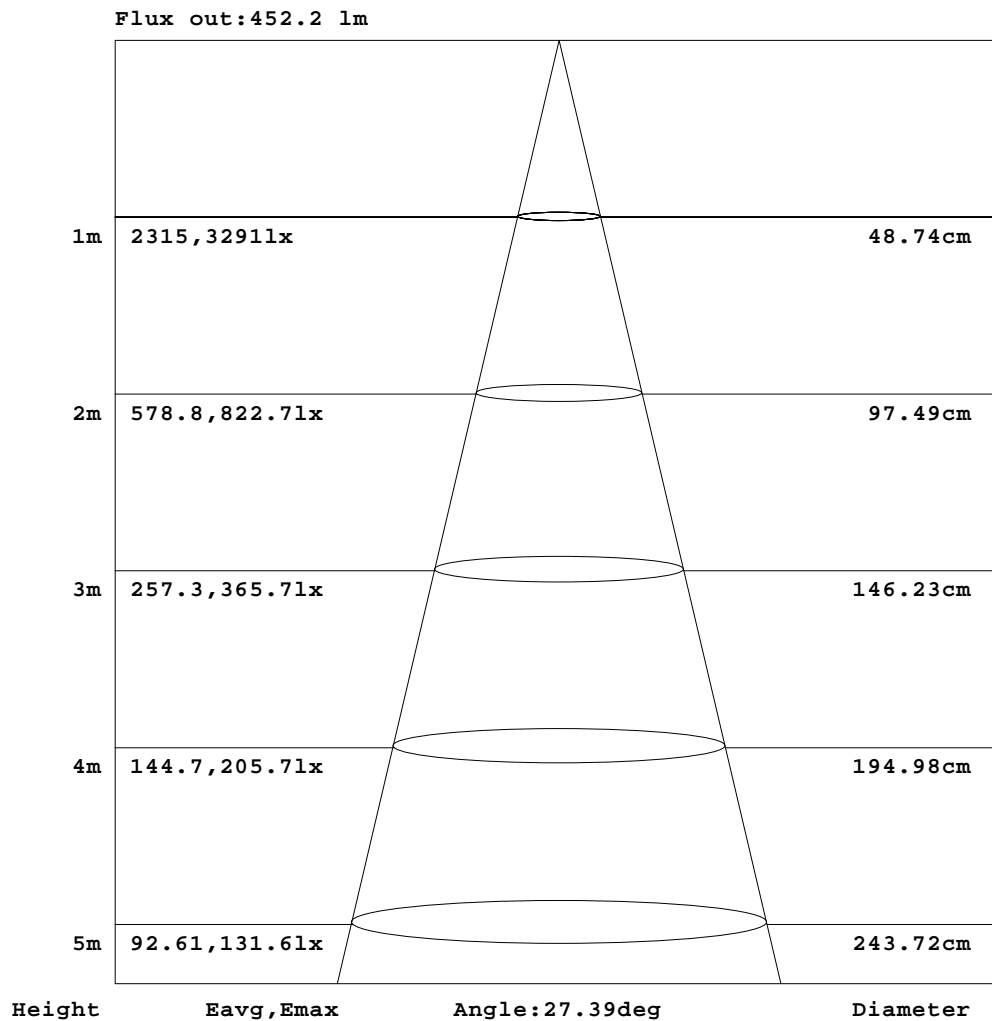 Flux out:452.2 lm
1m 2315,3291lx 48.74cm
2m 578.8,822.7lx 97.49cm
3m 257.3,365.7lx 146.23cm
4m 144.7,205.7lx 194.98cm
5m 92.61,131.6lx 243.72cm
Height Eavg,Emax Angle:27.39deg Diameter